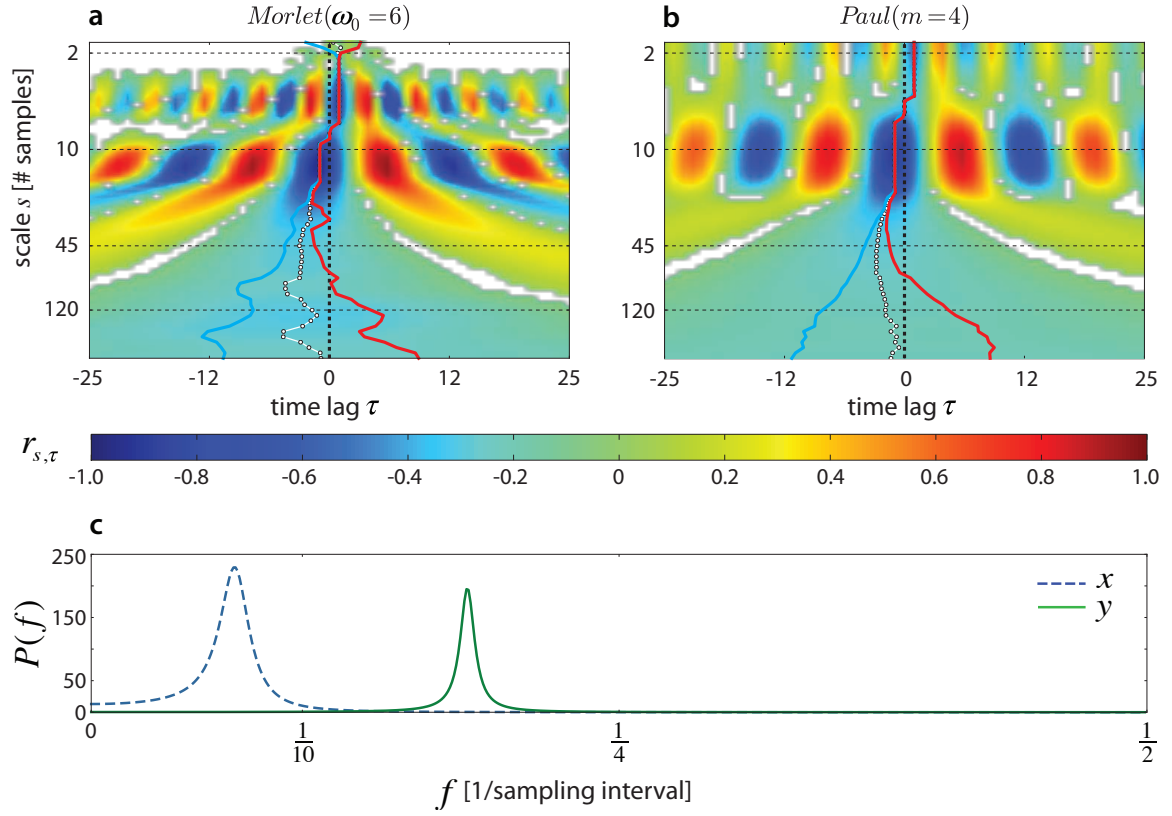 a Morlet(ω₀ = 6)
b Paul(m = 4)
scale s [# samples]
2
10
45
120
-25 -12 0 12 25
time lag τ
2
10
45
120
-25 -12 0 12 25
time lag τ
r s,τ
-1.0 -0.8 -0.6 -0.4 -0.2 0 0.2 0.4 0.6 0.8 1.0
c
P(f)
250
150
50
0
x
y
0 1/10 1/4 1/2
f [1/sampling interval]